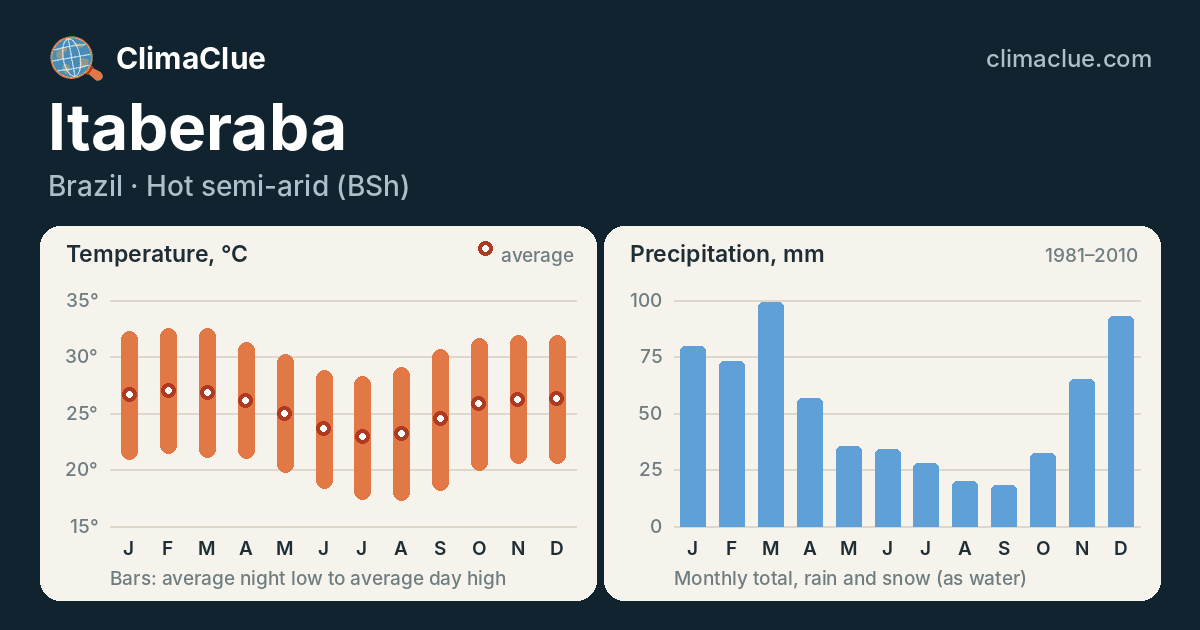 ClimaClue
climaclue.com
Itaberaba
Brazil · Hot semi-arid (BSh)
Temperature, °C
average
35°
30°
25°
20°
15°
J F M A M J J A S O N D
Bars: average night low to average day high
Precipitation, mm
1981–2010
100
75
50
25
0
J F M A M J J A S O N D
Monthly total, rain and snow (as water)